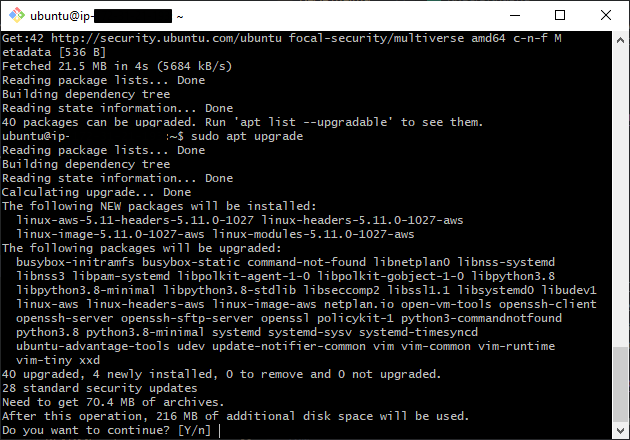 ubuntu@ip- ~
Get:42 http://security.ubuntu.com/ubuntu focal-security/multiverse amd64 c-n-f M
etadata [536 B]
Fetched 21.5 MB in 4s (5684 kB/s)
Reading package lists... Done
Building dependency tree
Reading state information... Done
40 packages can be upgraded. Run 'apt list --upgradable' to see them.
ubuntu@ip- :~$ sudo apt upgrade
Reading package lists... Done
Building dependency tree
Reading state information... Done
Calculating upgrade... Done
The following NEW packages will be installed:
linux-aws-5.11-headers-5.11.0-1027 linux-headers-5.11.0-1027-aws
linux-image-5.11.0-1027-aws linux-modules-5.11.0-1027-aws
The following packages will be upgraded:
busybox-initramfs busybox-static command-not-found libnetplan0 libnss-systemd
libnss3 libpam-systemd libpolkit-agent-1-0 libpolkit-gobject-1-0 libpython3.8
libpython3.8-minimal libpython3.8-stdlib libseccomp2 libssl1.1 libsystemd0 libudev1
linux-aws linux-headers-aws linux-image-aws netplan.io open-vm-tools openssh-client
openssh-server openssh-sftp-server openssl policykit-1 python3-commandnotfound
python3.8 python3.8-minimal systemd systemd-sysv systemd-timesyncd
ubuntu-advantage-tools udev update-notifier-common vim vim-common vim-runtime
vim-tiny xxd
40 upgraded, 4 newly installed, 0 to remove and 0 not upgraded.
28 standard security updates
Need to get 70.4 MB of archives.
After this operation, 216 MB of additional disk space will be used.
Do you want to continue? [Y/n]